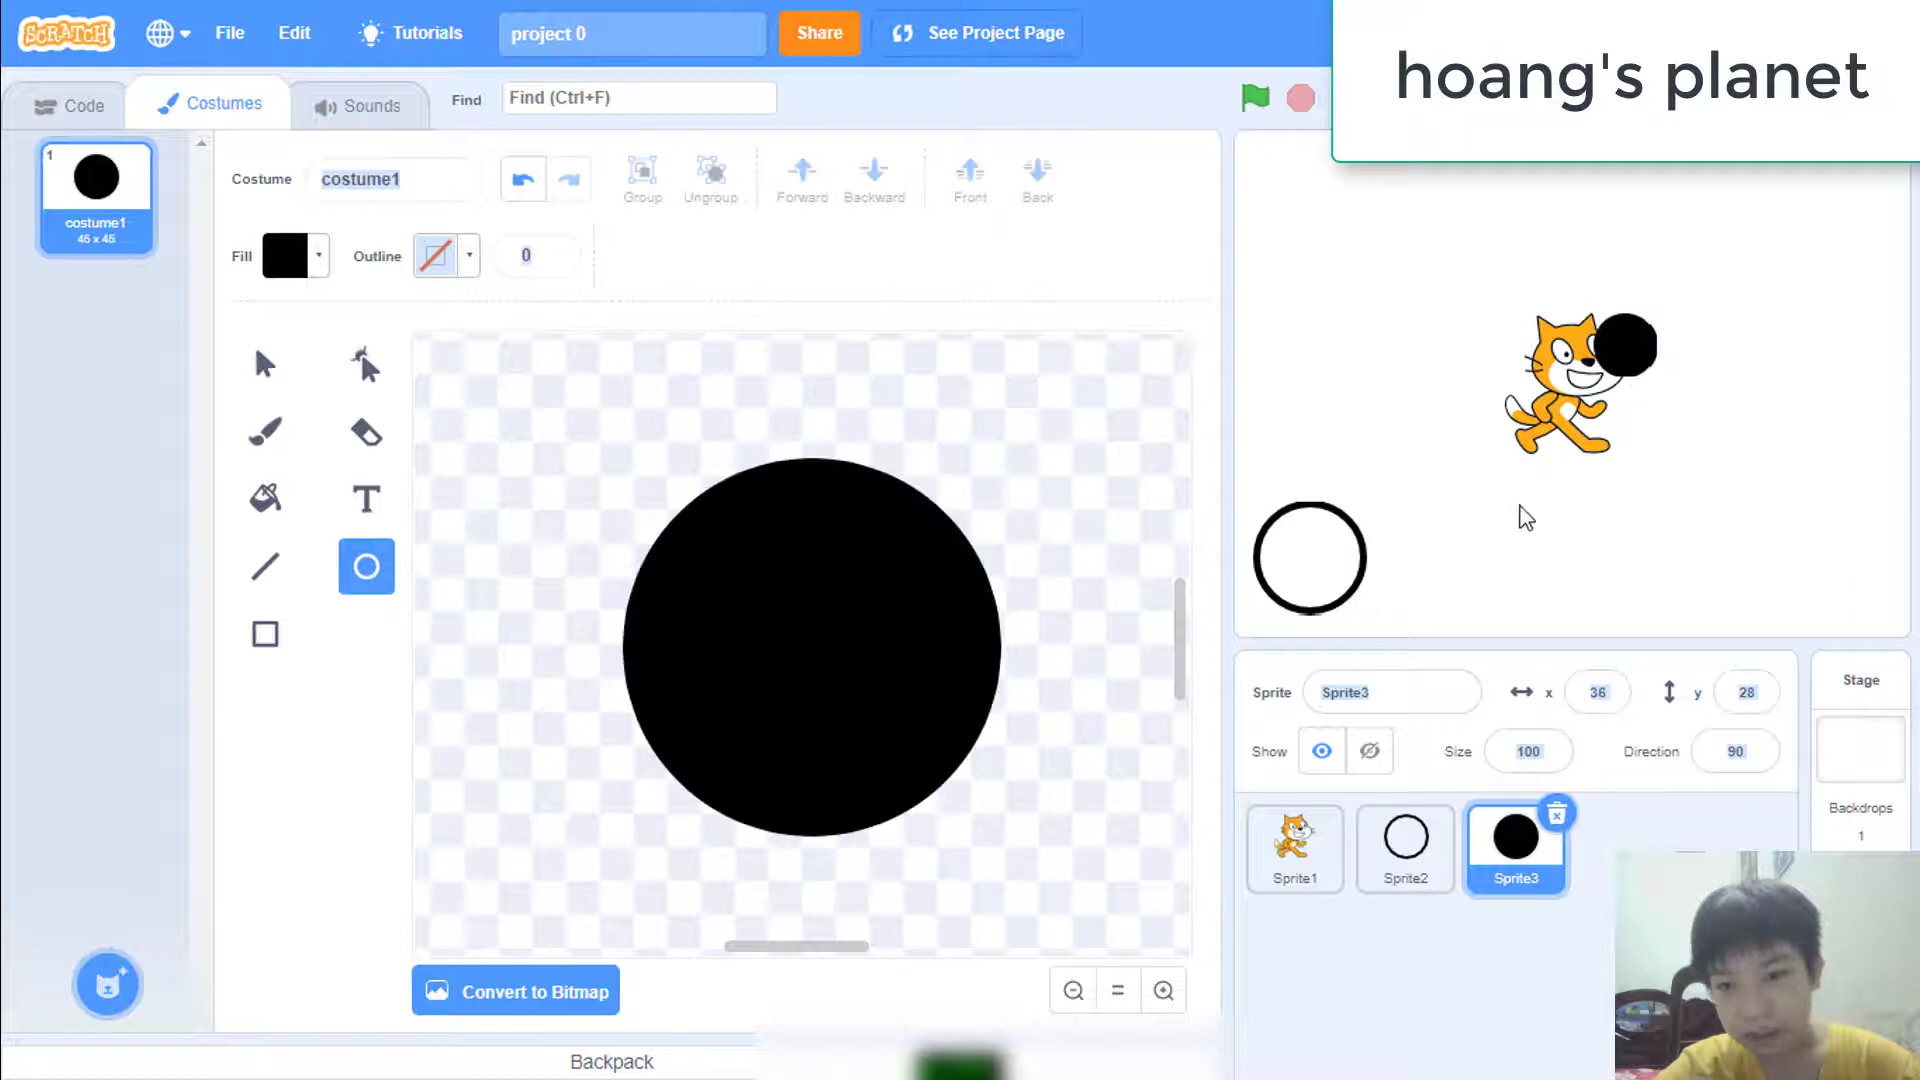 SCRATCH File Edit Tutorials project 0 Share See Project Page
hoang's planet
Code Costumes Sounds Find Find (Ctrl+F)
1
costume1
45 x 45
Costume costume1 Group Ungroup Forward Backward Front Back
Fill Outline 0
T
Convert to Bitmap
=
Backpack
Sprite Sprite3 x 36 y 28
Show Size 100 Direction 90
Sprite1 Sprite2 Sprite3
Stage
Backdrops
1